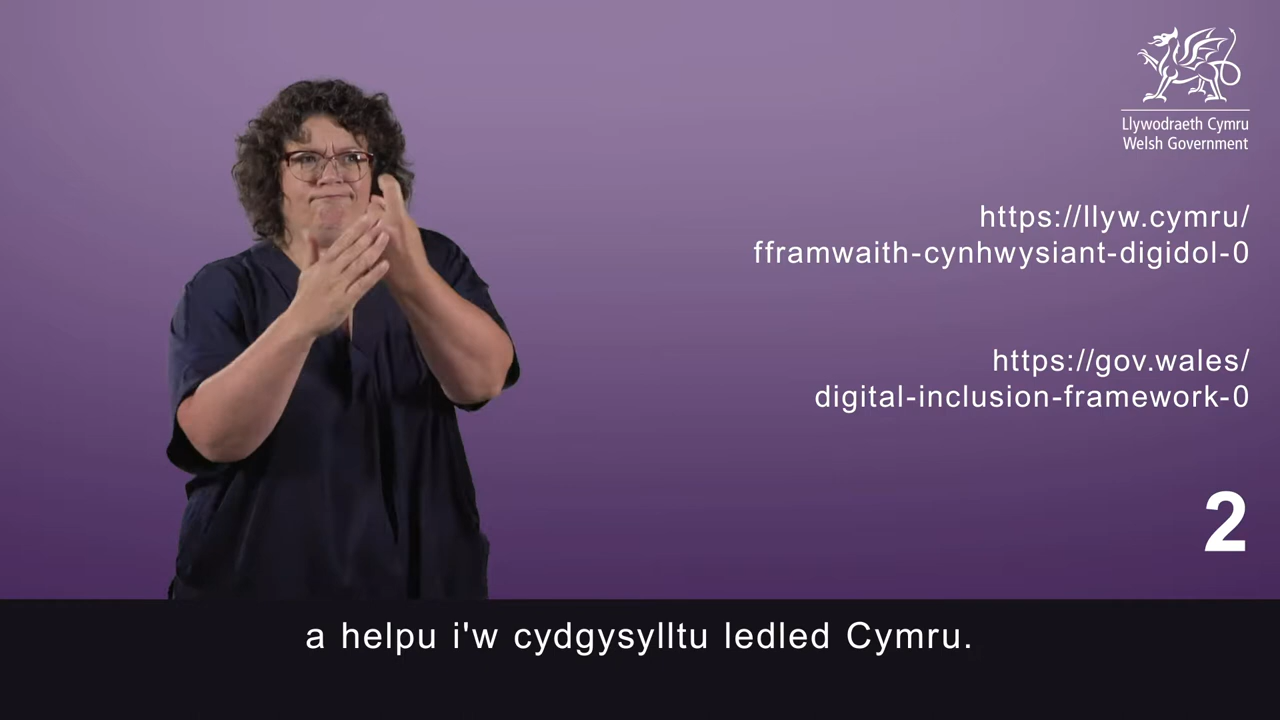 Llywodraeth Cymru
Welsh Government
https://llyw.cymru/
fframwaith-cynhwysiant-digidol-0
https://gov.wales/
digital-inclusion-framework-0
2
a helpu i'w cydgysylltu ledled Cymru.